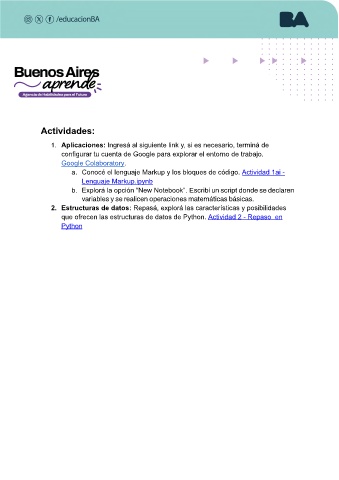 /educacionBA
BA
Buenos Aires
aprende
Agencia de Habilidades para el Futuro
Actividades:
1. Aplicaciones: Ingresá al siguiente link y, si es necesario, terminá de
configurar tu cuenta de Google para explorar el entorno de trabajo.
Google Colaboratory.
a. Conocé el lenguaje Markup y los bloques de código. Actividad 1ai -
Lenguaje Markup.ipynb
b. Explorá la opción "New Notebook". Escribí un script donde se declaren
variables y se realicen operaciones matemáticas básicas.
2. Estructuras de datos: Repasá, explorá las características y posibilidades
que ofrecen las estructuras de datos de Python. Actividad 2 - Repaso en
Python